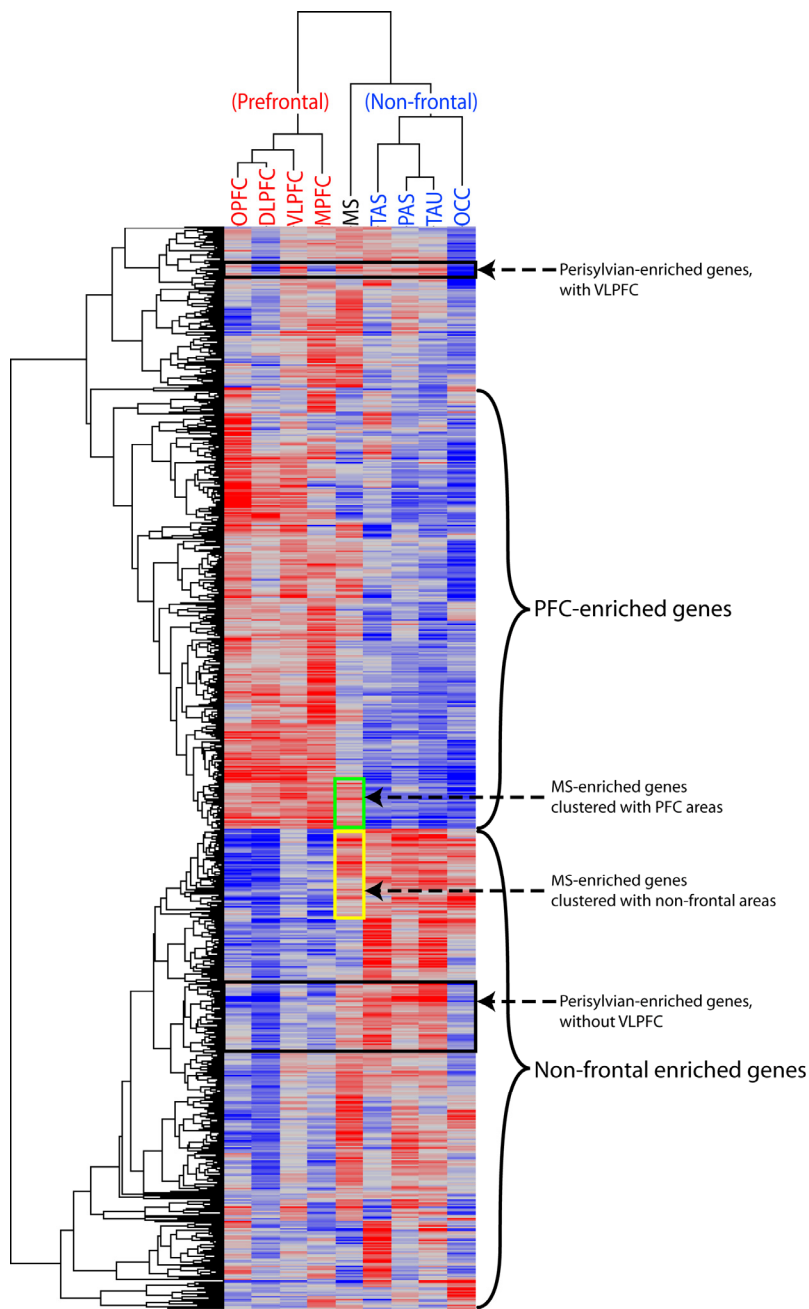 (Prefrontal)
(Non-frontal)
OPFC
DLPFC
VLPFC
MPFC
MS
TAS
PAS
TAU
OCC
Perisylvian-enriched genes,
with VLPFC
PFC-enriched genes
MS-enriched genes
clustered with PFC areas
MS-enriched genes
clustered with non-frontal areas
Perisylvian-enriched genes,
without VLPFC
Non-frontal enriched genes